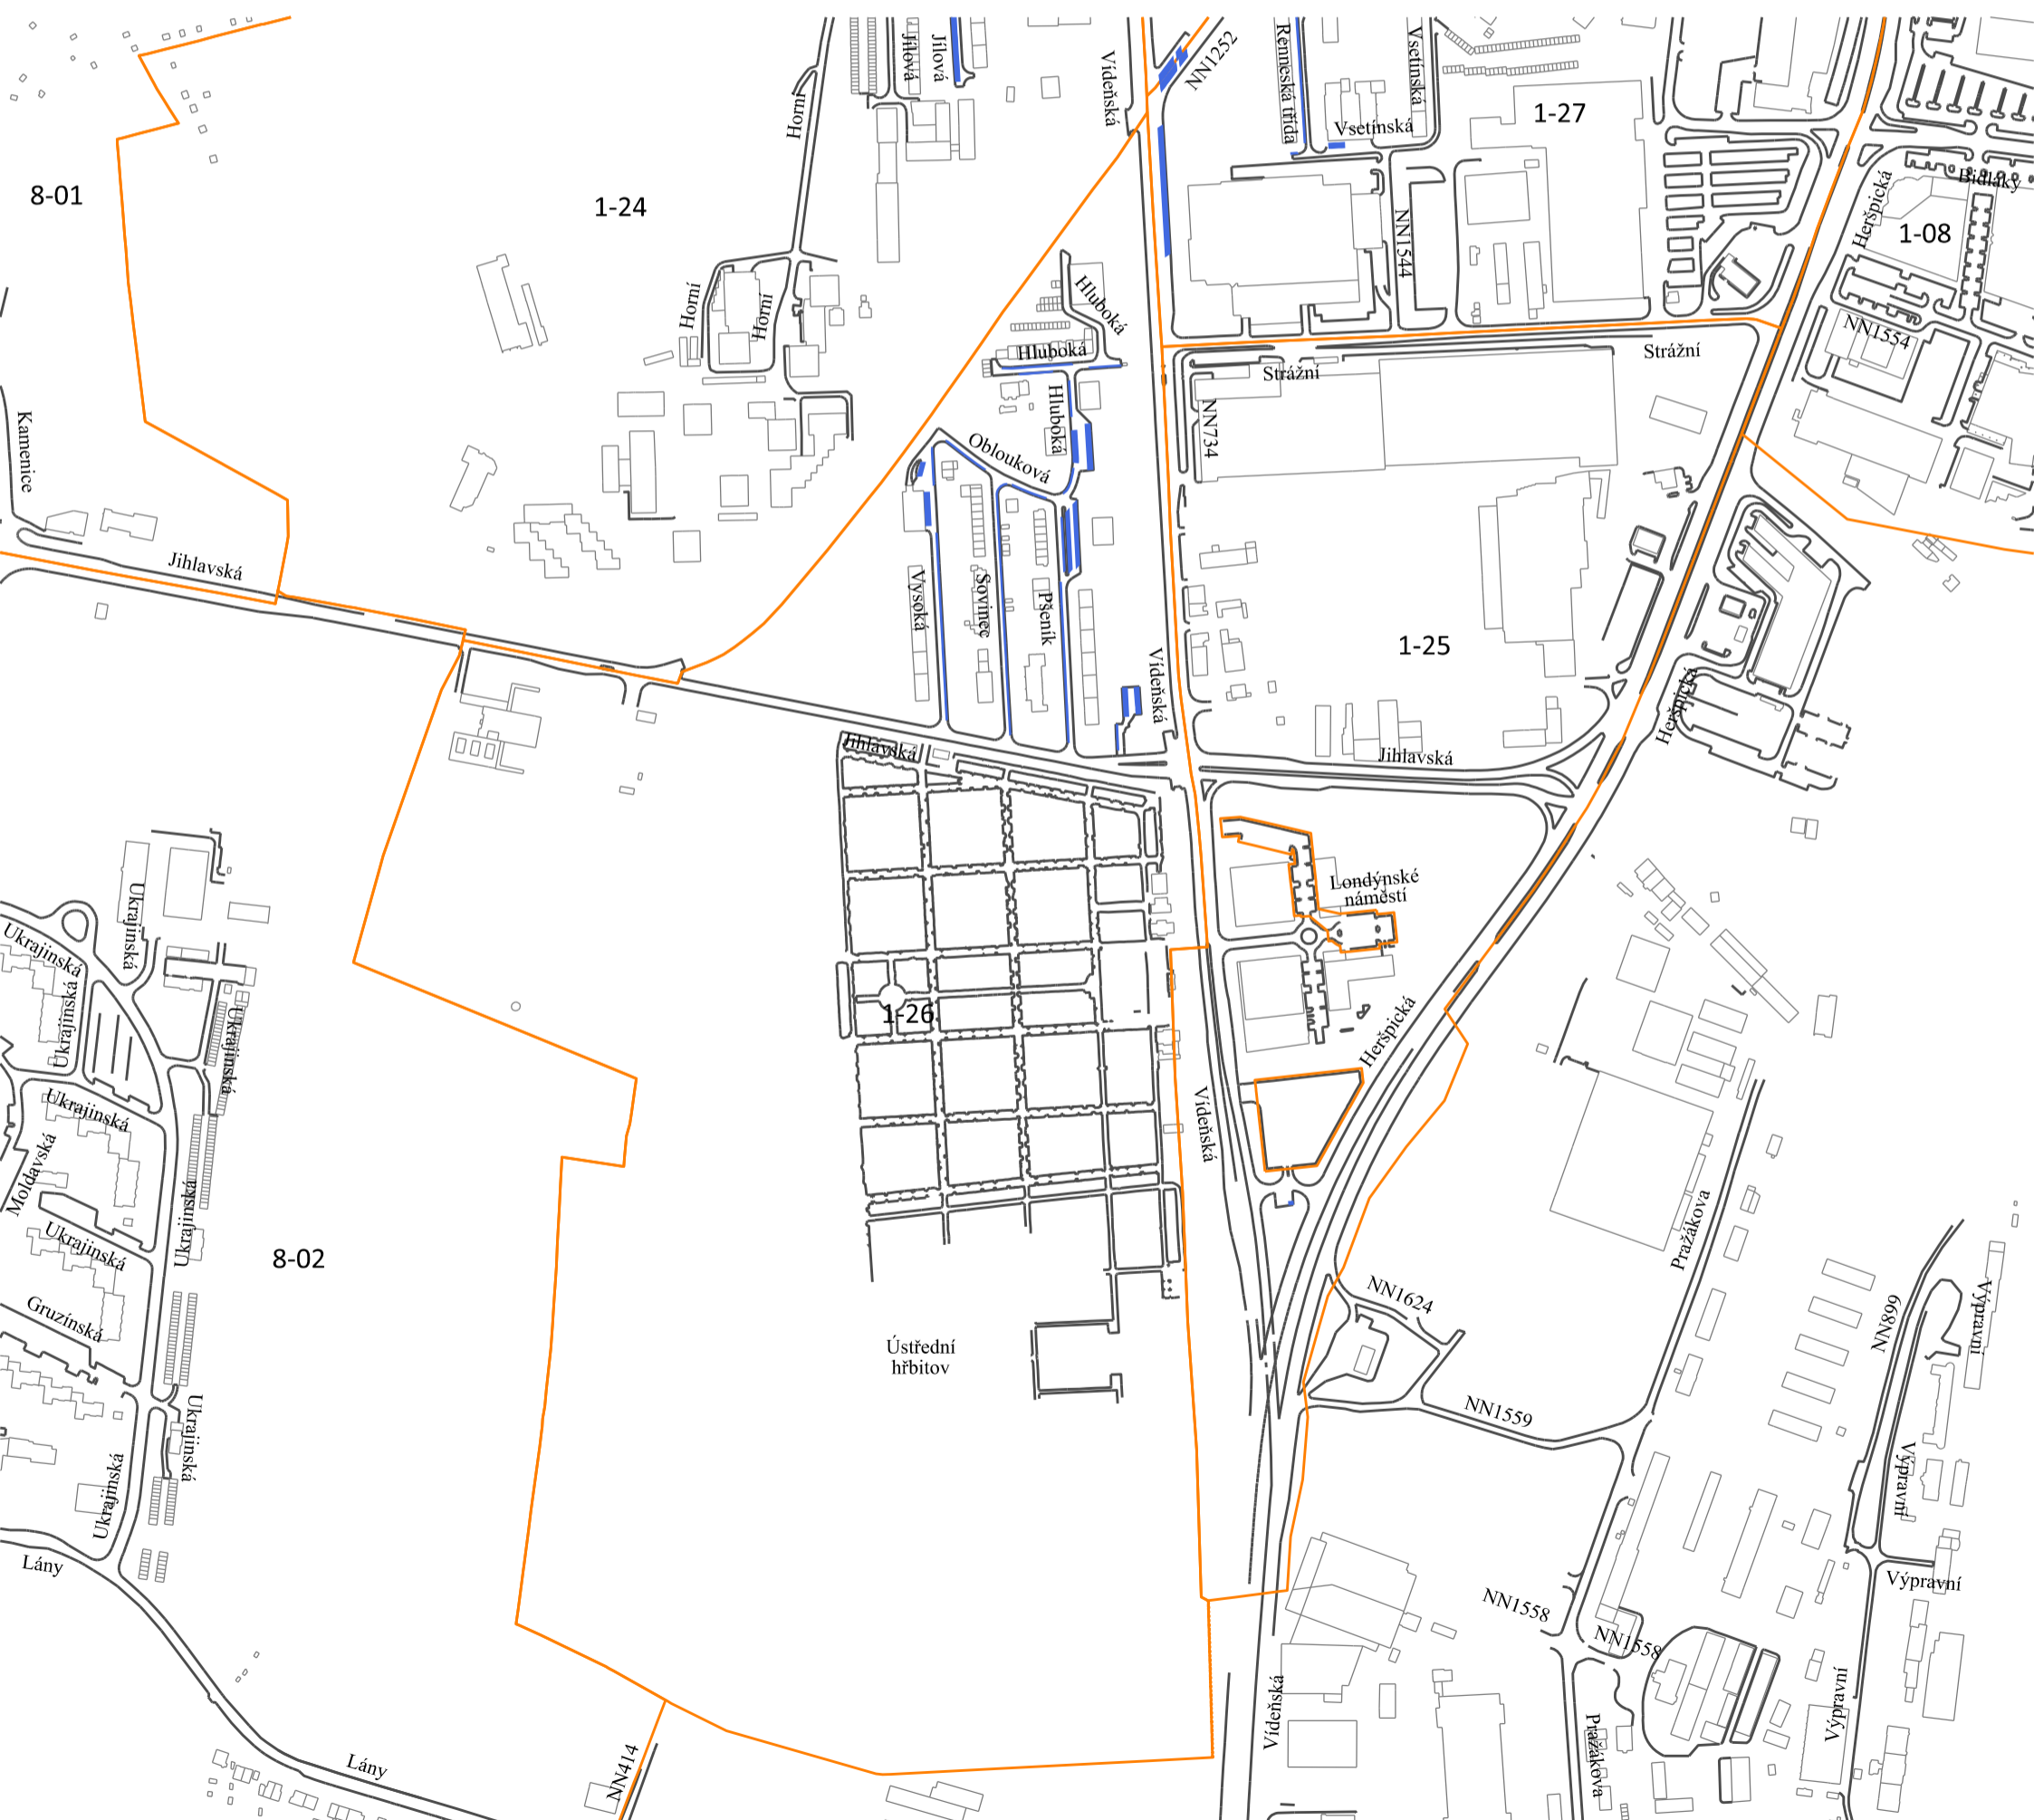 Jílová
Jílová
Vídeňská
NN1252
Renneská třída
Vsetínská
Vsetínská
1-27
Horní
8-01
1-24
Bidláky
Heršpická
1-08
NN1544
Horní
Horní
Hluboká
Hluboká
Hluboká
NN1554
Strážní
Strážní
NN734
Kamenice
Oblouková
Jihlavská
Vysoká
Sovinec
Pšeník
1-25
Vídeňská
Heršpická
Jihlavská
Jihlavská
Londýnské
náměstí
Ukrajinská
Ukrajinská
Ukrajinská
Ukrajinská
1-26
Heršpická
Ukrajinská
Moldavská
Vídeňská
Ukrajinská
Ukrajinská
Pražákova
8-02
NN1624
NN899
Výpravní
Gruzínská
Ústřední
hřbitov
NN1559
Ukrajinská
Ukrajinská
Výpravní
Lány
Výpravní
NN1558
NN1558
Vídeňská
Výpravní
Pražákova
Lány
NN414